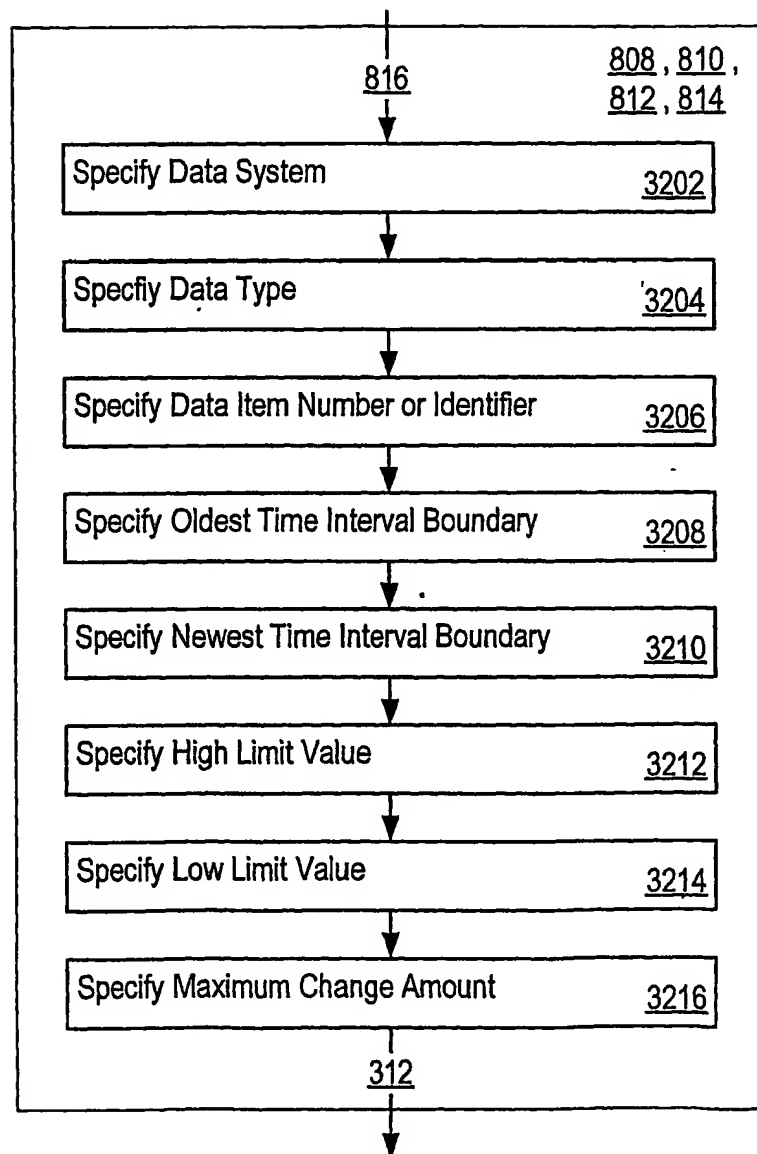 816
808, 810,
812, 814
Specify Data System 3202
Specfiy Data Type 3204
Specify Data Item Number or Identifier 3206
Specify Oldest Time Interval Boundary 3208
Specify Newest Time Interval Boundary 3210
Specify High Limit Value 3212
Specify Low Limit Value 3214
Specify Maximum Change Amount 3216
312